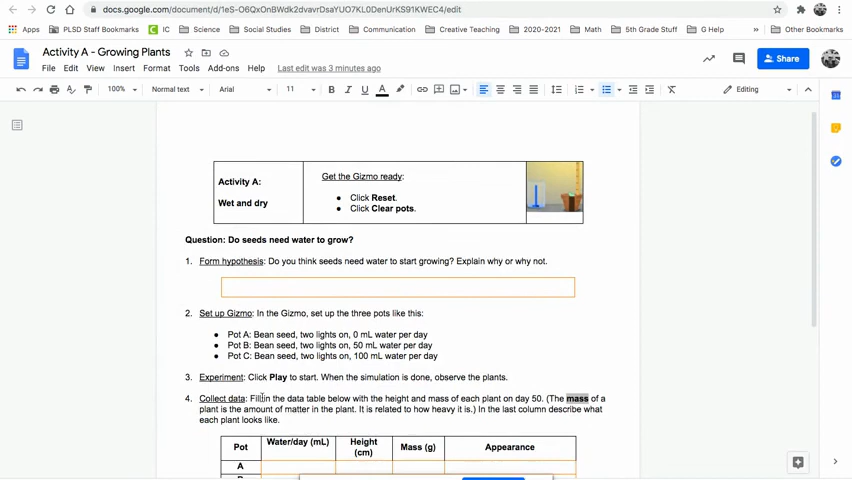 docs.google.com/document/d/1eS-O6QxOnBWdk2dvavrDsaYUO7KL0DenUrKS91KWEC4/edit
Apps PLSD Staff Bookmarks IC Science Social Studies District Communication Creative Teaching 2020-2021 Math 5th Grade Stuff G Help Other Bookmarks
Activity A - Growing Plants
File Edit View Insert Format Tools Add-ons Help Last edit was 3 minutes ago
Share
100% Normal text Arial 11 B I U A Editing
Activity A:
Wet and dry
Get the Gizmo ready:
● Click Reset.
● Click Clear pots.
Question: Do seeds need water to grow?
1. Form hypothesis: Do you think seeds need water to start growing? Explain why or why not.
2. Set up Gizmo: In the Gizmo, set up the three pots like this:
● Pot A: Bean seed, two lights on, 0 mL water per day
● Pot B: Bean seed, two lights on, 50 mL water per day
● Pot C: Bean seed, two lights on, 100 mL water per day
3. Experiment: Click Play to start. When the simulation is done, observe the plants.
4. Collect data: Fill in the data table below with the height and mass of each plant on day 50. (The mass of a
plant is the amount of matter in the plant. It is related to how heavy it is.) In the last column describe what
each plant looks like.
Pot Water/day (mL) Height (cm) Mass (g) Appearance
A